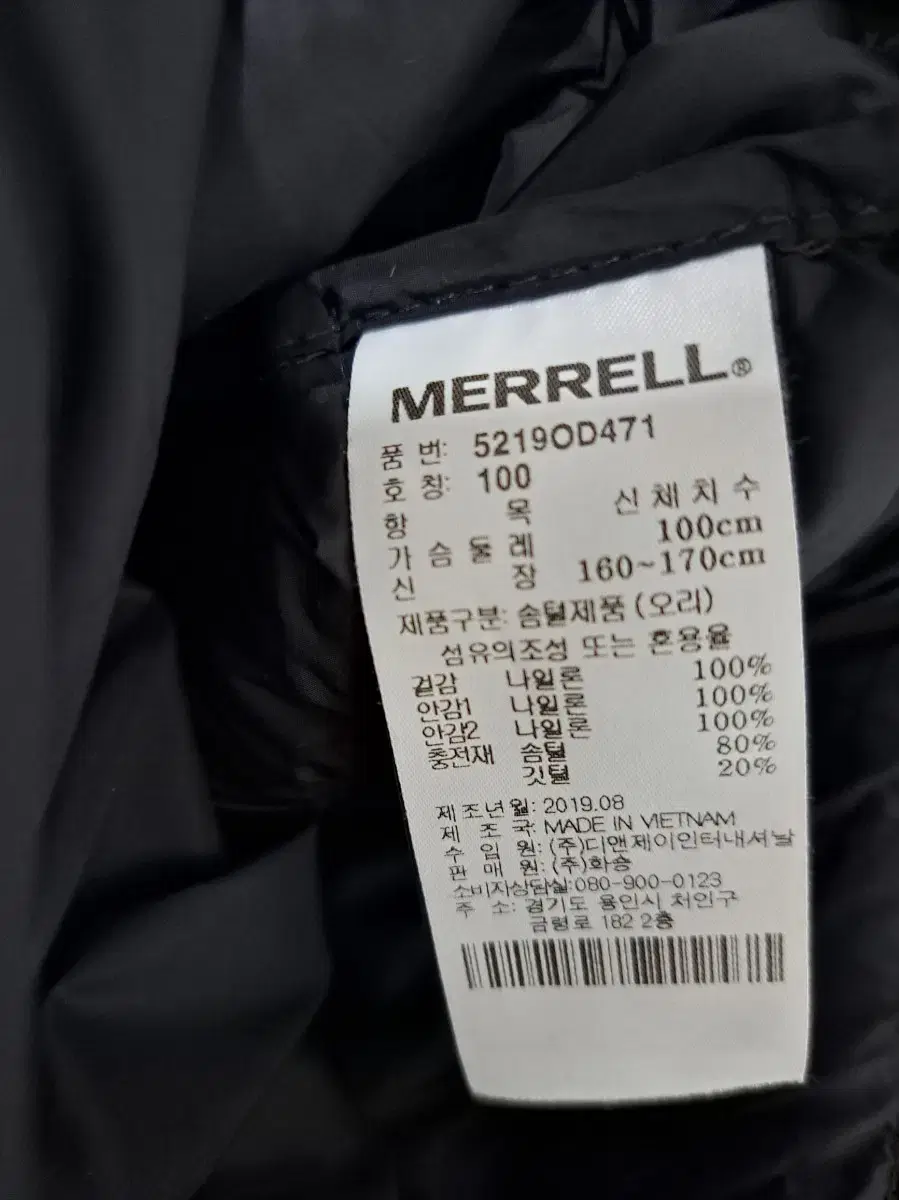 MERRELL®
품 번: 5219OD471
호 칭: 100
항 목 신 체 치 수
가 슴 둘 레 100cm
신 장 160~170cm
제품구분: 솜털제품 (오리)
섬유의조성 또는 혼용율
겉감 나일론 100%
안감1 나일론 100%
안감2 나일론 100%
충전재 솜털 80%
깃털 20%
제 조 년 월: 2019.08
제 조 국: MADE IN VIETNAM
수 입 원: (주)디앤제이인터내셔날
판 매 원: (주)화승
소비자상담실:080-900-0123
주 소: 경기도 용인시 처인구
금령로 182 2층